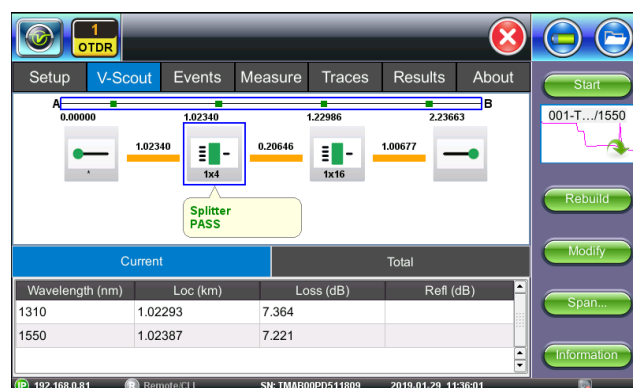 1
OTDR
Setup V-Scout Events Measure Traces Results About
Start
A B
0.00000 1.02340 1.22986 2.23663
001-T.../1550
1.02340 0.20646 1.00677
1x4 1x16
Splitter
PASS
Rebuild
Current Total
Modify
Wavelength (nm) Loc (km) Loss (dB) Refl (dB)
1310 1.02293 7.364
Span...
1550 1.02387 7.221
Information
IP 192.168.0.81 R Remote/CLI SN: TMAB00PD511809 2019.01.29 11:36:01